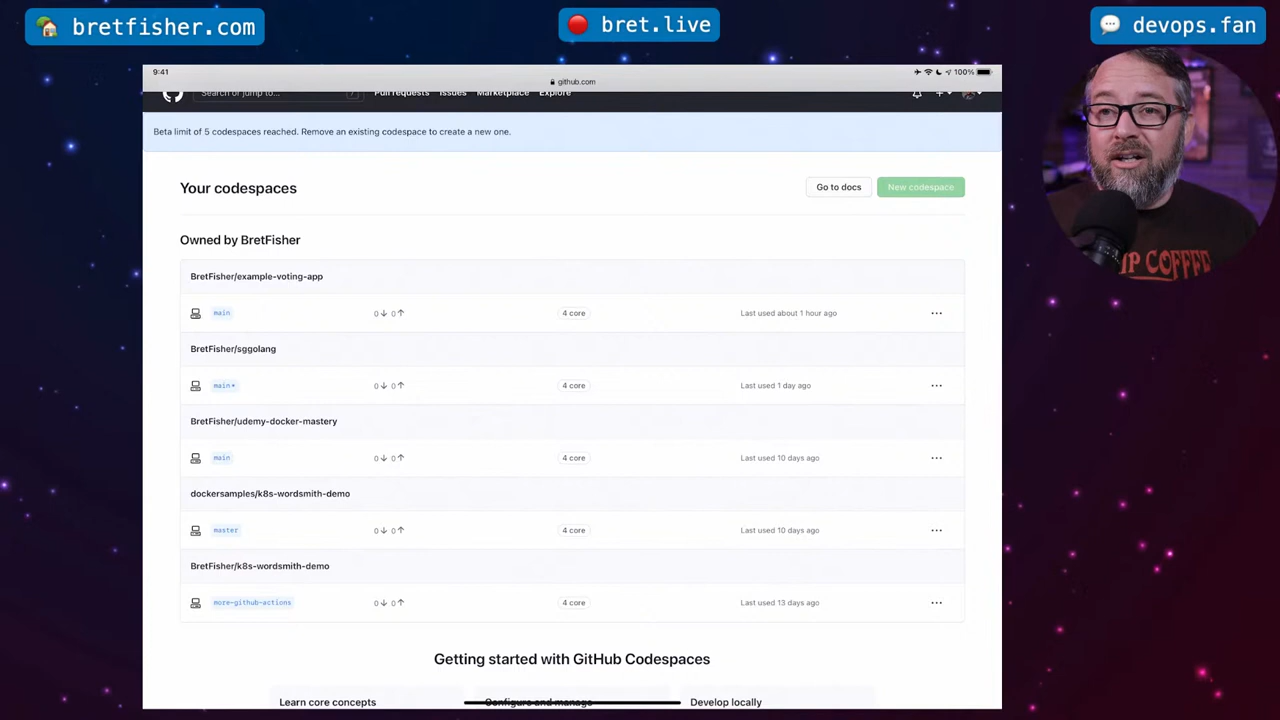 bretfisher.com
bret.live
devops.fan
9:41
100%
github.com
Search or jump to...
/
Pull requests Issues Marketplace Explore
Beta limit of 5 codespaces reached. Remove an existing codespace to create a new one.
Your codespaces
Go to docs
New codespace
Owned by BretFisher
BretFisher/example-voting-app
main 0 0 4 core Last used about 1 hour ago ...
BretFisher/sggolang
main+ 0 0 4 core Last used 1 day ago ...
BretFisher/udemy-docker-mastery
main 0 0 4 core Last used 10 days ago ...
dockersamples/k8s-wordsmith-demo
master 0 0 4 core Last used 10 days ago ...
BretFisher/k8s-wordsmith-demo
more-github-actions 0 0 4 core Last used 13 days ago ...
Getting started with GitHub Codespaces
Learn core concepts
Configure and manage
Develop locally